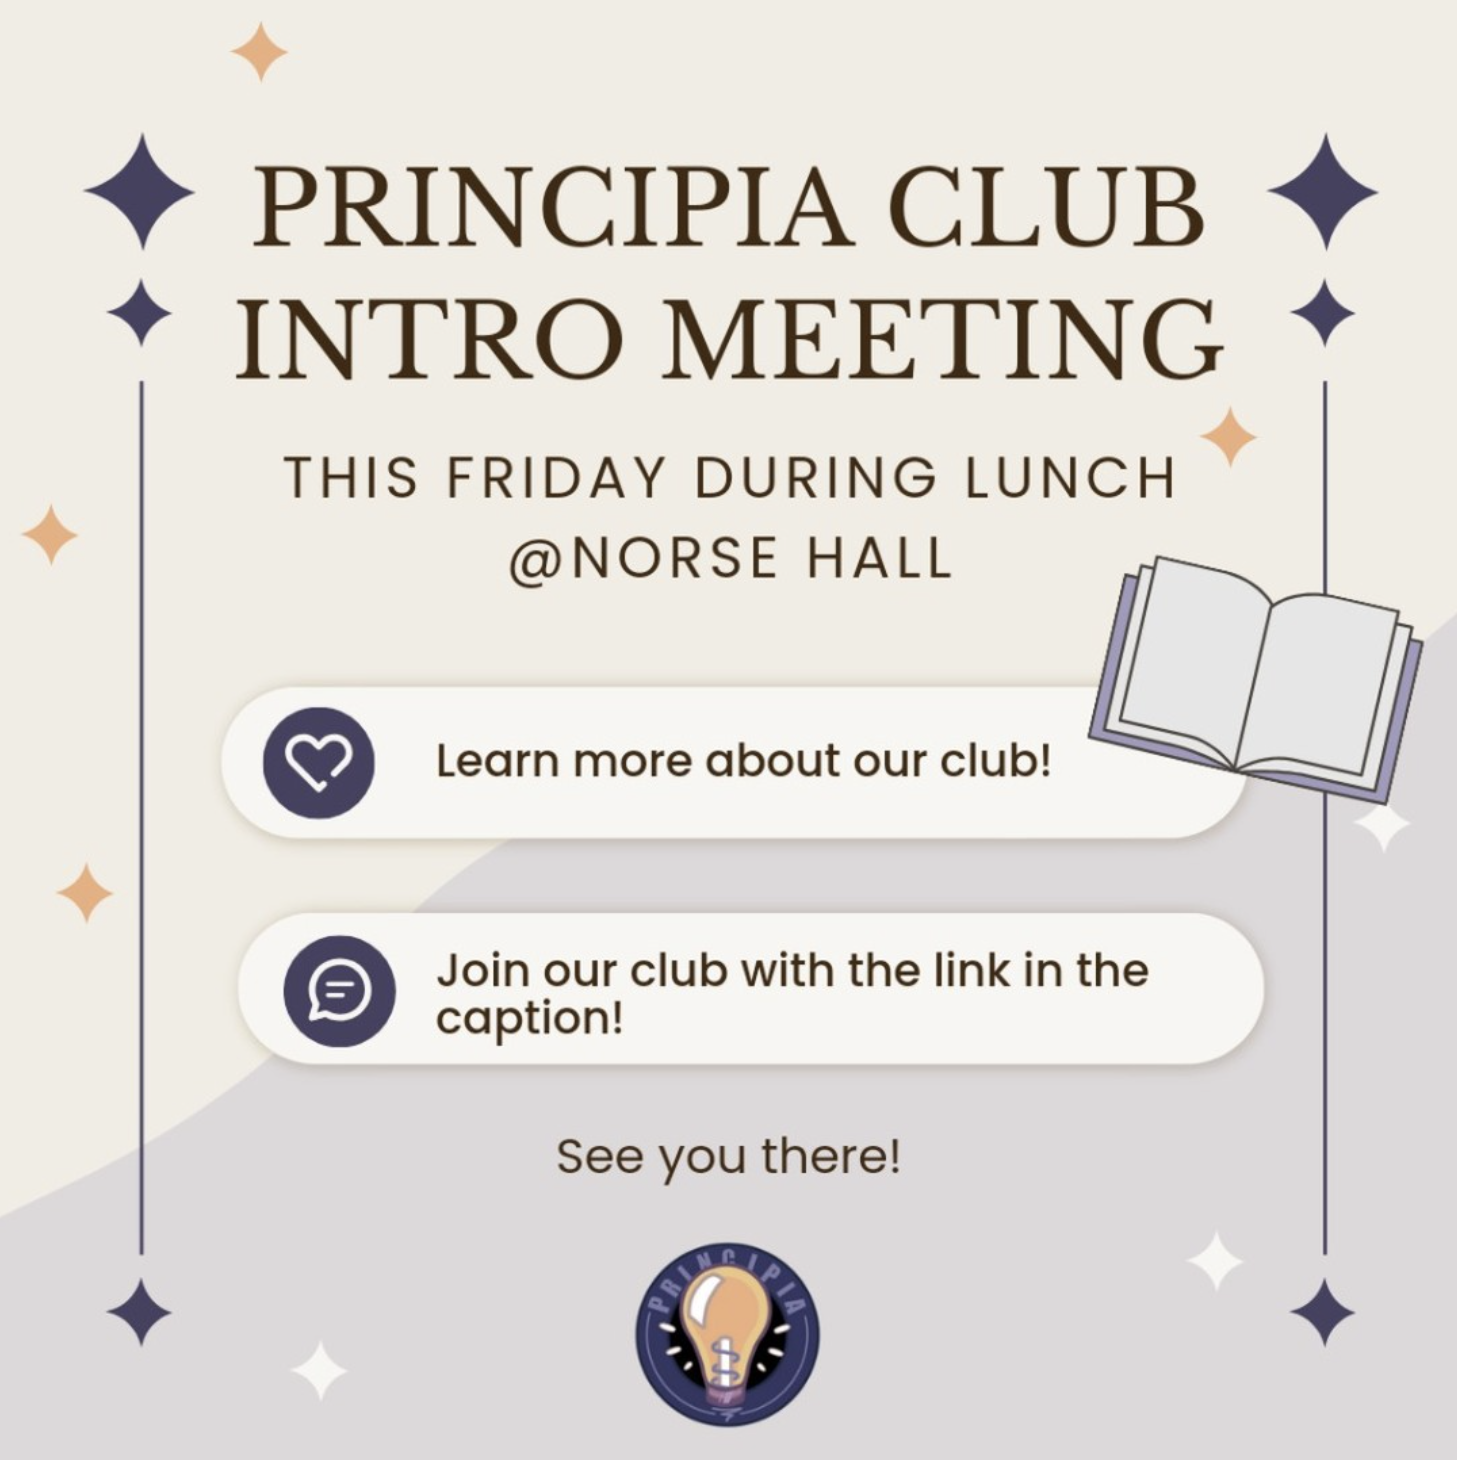 PRINCIPIA CLUB
INTRO MEETING
THIS FRIDAY DURING LUNCH
@NORSE HALL
Learn more about our club!
Join our club with the link in the
caption!
See you there!
PRINCIPIA